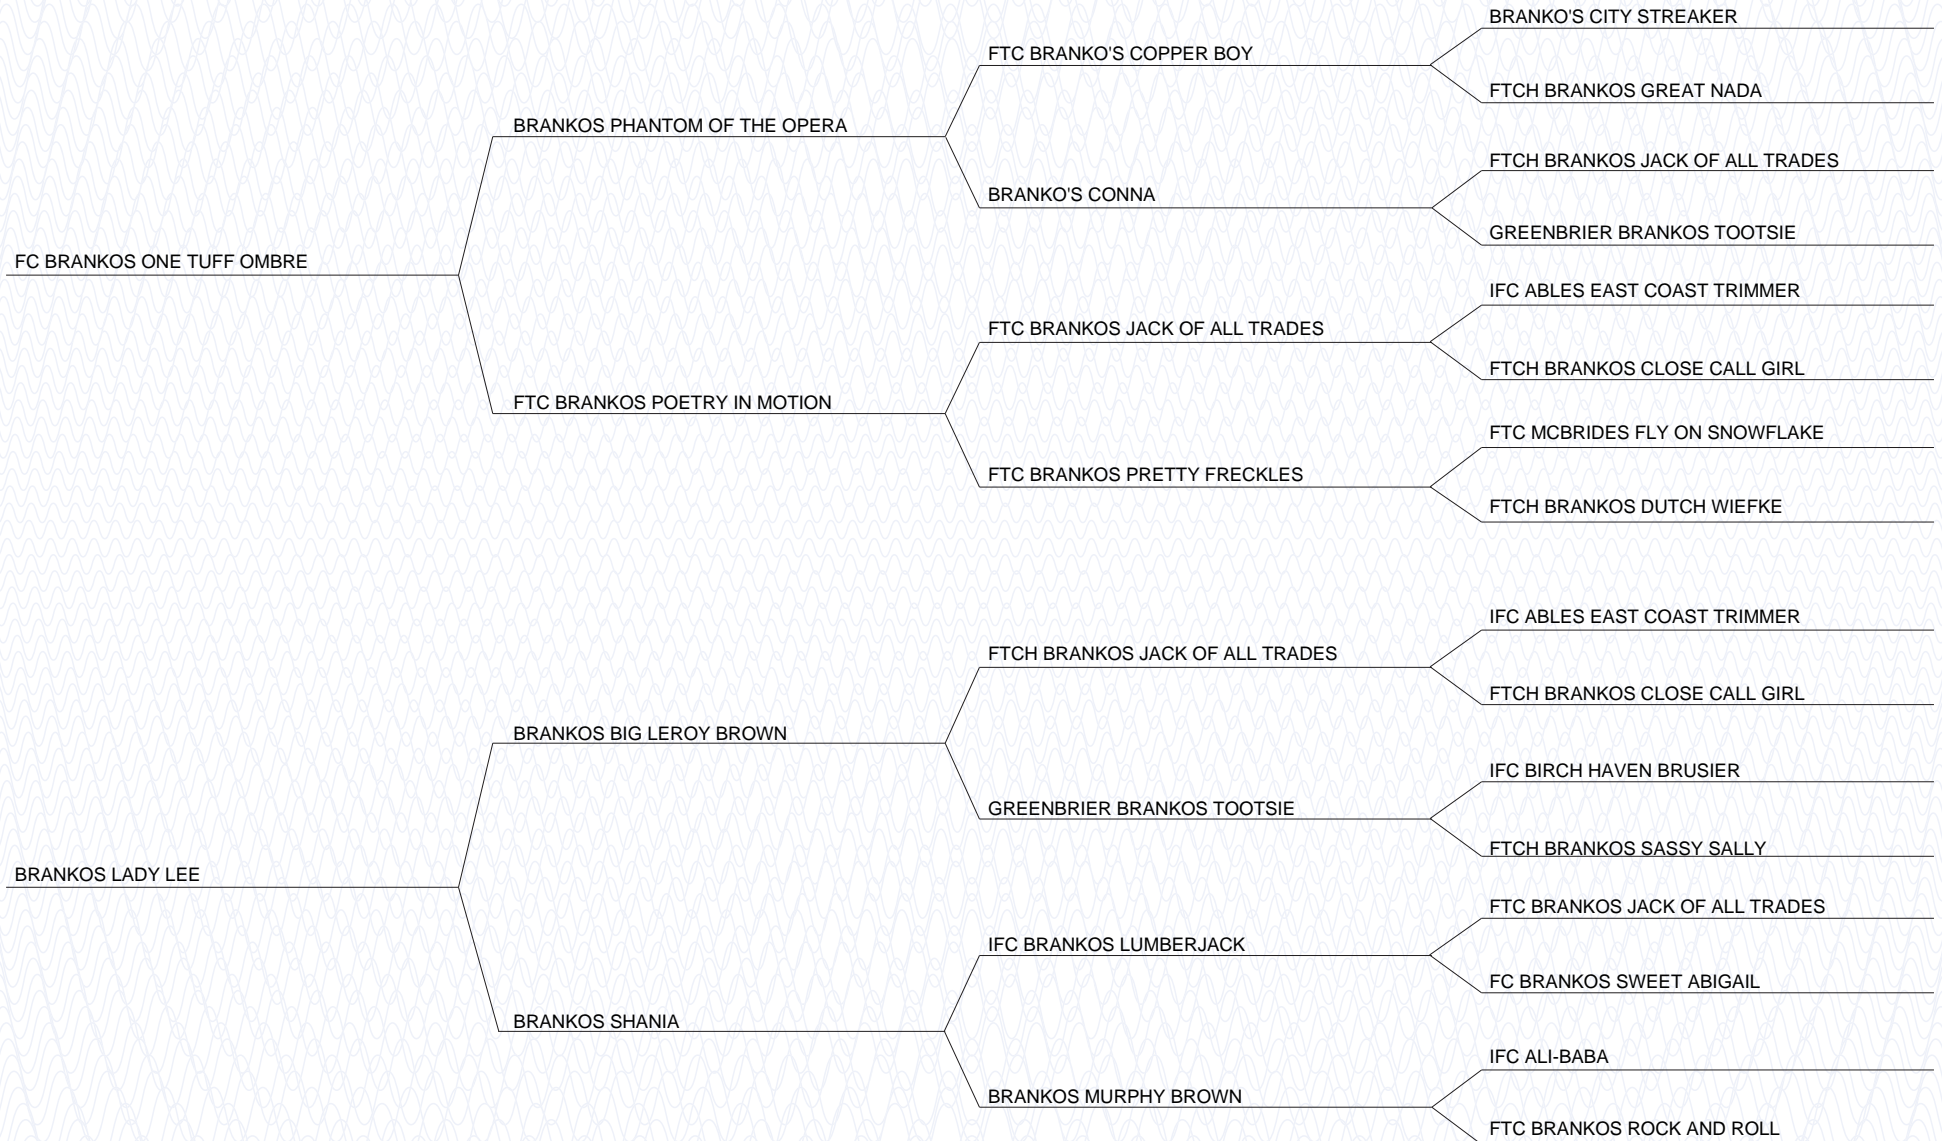 BRANKO'S CITY STREAKER
FTC BRANKO'S COPPER BOY
FTCH BRANKOS GREAT NADA
BRANKOS PHANTOM OF THE OPERA
FTCH BRANKOS JACK OF ALL TRADES
BRANKO'S CONNA
GREENBRIER BRANKOS TOOTSIE
FC BRANKOS ONE TUFF OMBRE
IFC ABLES EAST COAST TRIMMER
FTC BRANKOS JACK OF ALL TRADES
FTCH BRANKOS CLOSE CALL GIRL
FTC BRANKOS POETRY IN MOTION
FTC MCBRIDES FLY ON SNOWFLAKE
FTC BRANKOS PRETTY FRECKLES
FTCH BRANKOS DUTCH WIEFKE
IFC ABLES EAST COAST TRIMMER
FTCH BRANKOS JACK OF ALL TRADES
FTCH BRANKOS CLOSE CALL GIRL
BRANKOS BIG LEROY BROWN
IFC BIRCH HAVEN BRUSIER
GREENBRIER BRANKOS TOOTSIE
FTCH BRANKOS SASSY SALLY
BRANKOS LADY LEE
FTC BRANKOS JACK OF ALL TRADES
IFC BRANKOS LUMBERJACK
FC BRANKOS SWEET ABIGAIL
BRANKOS SHANIA
IFC ALI-BABA
BRANKOS MURPHY BROWN
FTC BRANKOS ROCK AND ROLL